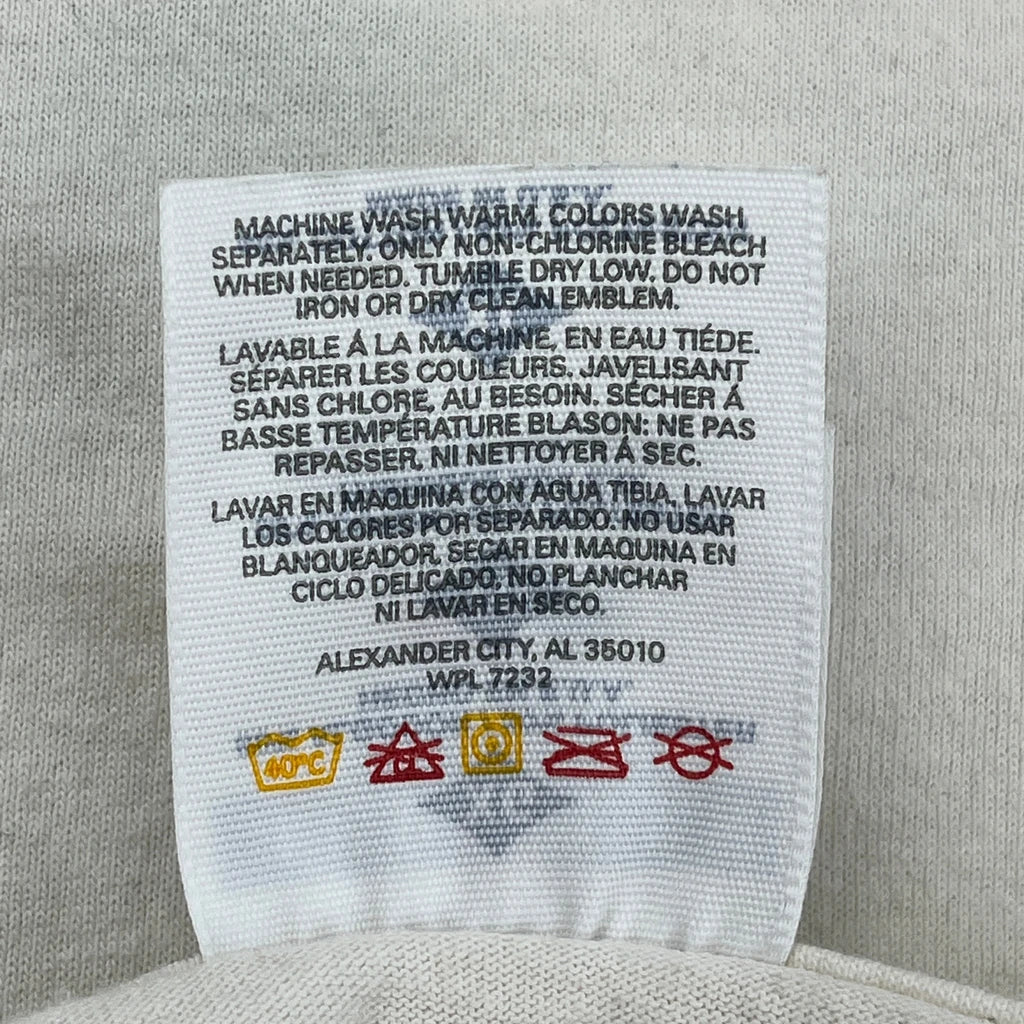 MACHINE WASH WARM. COLORS WASH
SEPARATELY. ONLY NON-CHLORINE BLEACH
WHEN NEEDED. TUMBLE DRY LOW. DO NOT
IRON OR DRY CLEAN EMBLEM.
LAVABLE Á LA MACHINE, EN EAU TIÉDE.
SÉPARER LES COULEURS. JAVELISANT
SANS CHLORE, AU BESOIN. SÉCHER Á
BASSE TEMPÉRATURE BLASON: NE PAS
REPASSER, NI NETTOYER Á SEC.
LAVAR EN MAQUINA CON AGUA TIBIA, LAVAR
LOS COLORES POR SEPARADO. NO USAR
BLANQUEADOR, SECAR EN MAQUINA EN
CICLO DELICADO, NO PLANCHAR
NI LAVAR EN SECO.
ALEXANDER CITY, AL 35010
WPL 7232
40°C